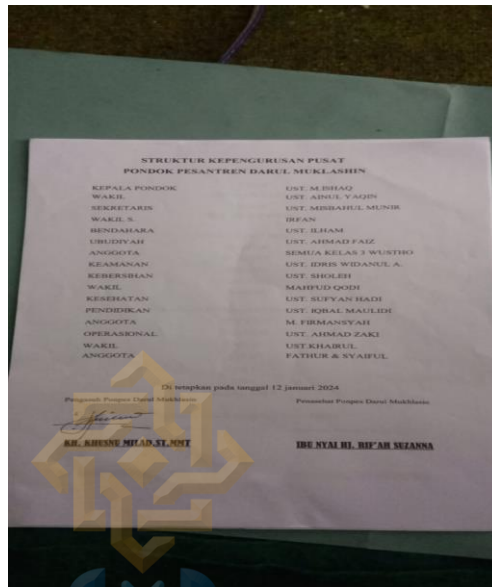 STRUKTUR KEPENGURUSAN PUSAT
PONDOK PESANTREN DARUL MUKLASHIN
KEPALA PONDOK UST. M.ISHAQ
WAKIL UST. AINUL YAQIN
SEKRETARIS UST. MISBAHUL MUNIR
WAKIL S. IRFAN
BENDAHARA UST. ILHAM
UBUDIYAH UST. AHMAD FAIZ
ANGGOTA SEMUA KELAS 3 WUSTHO
KEAMANAN UST. IDRIS WIDANUL A.
KEBERSIHAN UST. SHOLEH
WAKIL MAHFUD QODI
KESEHATAN UST. SUFYAN HADI
PENDIDIKAN UST. IQBAL MAULIDI
ANGGOTA M. FIRMANSYAH
OPERASIONAL UST. AHMAD ZAKI
WAKIL UST.KHAIRUL
ANGGOTA FATHUR & SYAIFUL
Di tetapkan pada tanggal 12 januari 2024
Pengasuh Ponpes Darul Mukhlasin Penasehat Ponpes Darul Mukhlasin
KH. KHUSNU MILAD.ST.MMT IBU NYAI HJ. RIF'AH SUZANNA